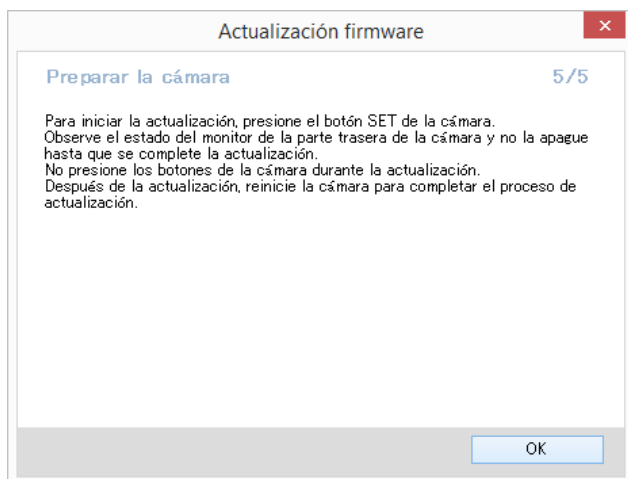 Actualización firmware
×
Preparar la cámara 5/5
Para iniciar la actualización, presione el botón SET de la cámara.
Observe el estado del monitor de la parte trasera de la cámara y no la apague
hasta que se complete la actualización.
No presione los botones de la cámara durante la actualización.
Después de la actualización, reinicie la cámara para completar el proceso de
actualización.
OK